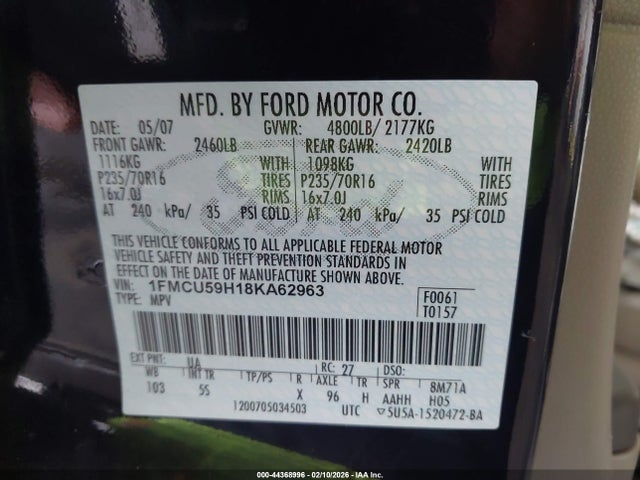 MFD. BY FORD MOTOR CO.
DATE: 05/07 GVWR: 4800LB/ 2177KG
FRONT GAWR: 2460LB REAR GAWR: 2420LB
1116KG WITH 1098KG WITH
P235/70R16 TIRES P235/70R16 TIRES
16x7.0J RIMS 16x7.0J RIMS
AT 240 kPa/ 35 PSI COLD AT 240 kPa/ 35 PSI COLD
THIS VEHICLE CONFORMS TO ALL APPLICABLE FEDERAL MOTOR
VEHICLE SAFETY AND THEFT PREVENTION STANDARDS IN
EFFECT ON THE DATE OF MANUFACTURE SHOWN ABOVE.
VIN: 1FMCU59H18KA62963 F0061
TYPE: MPV T0157
EXT PNT: UA RC: 27 DSO:
WB INT TR TP/PS R AXLE TR SPR 8M71A
103 55 X 96 H AAHH H05
1200705034503 UTC ▽5U5A-1520472-BA
000-44368996 - 02/10/2026 - IAA Inc.